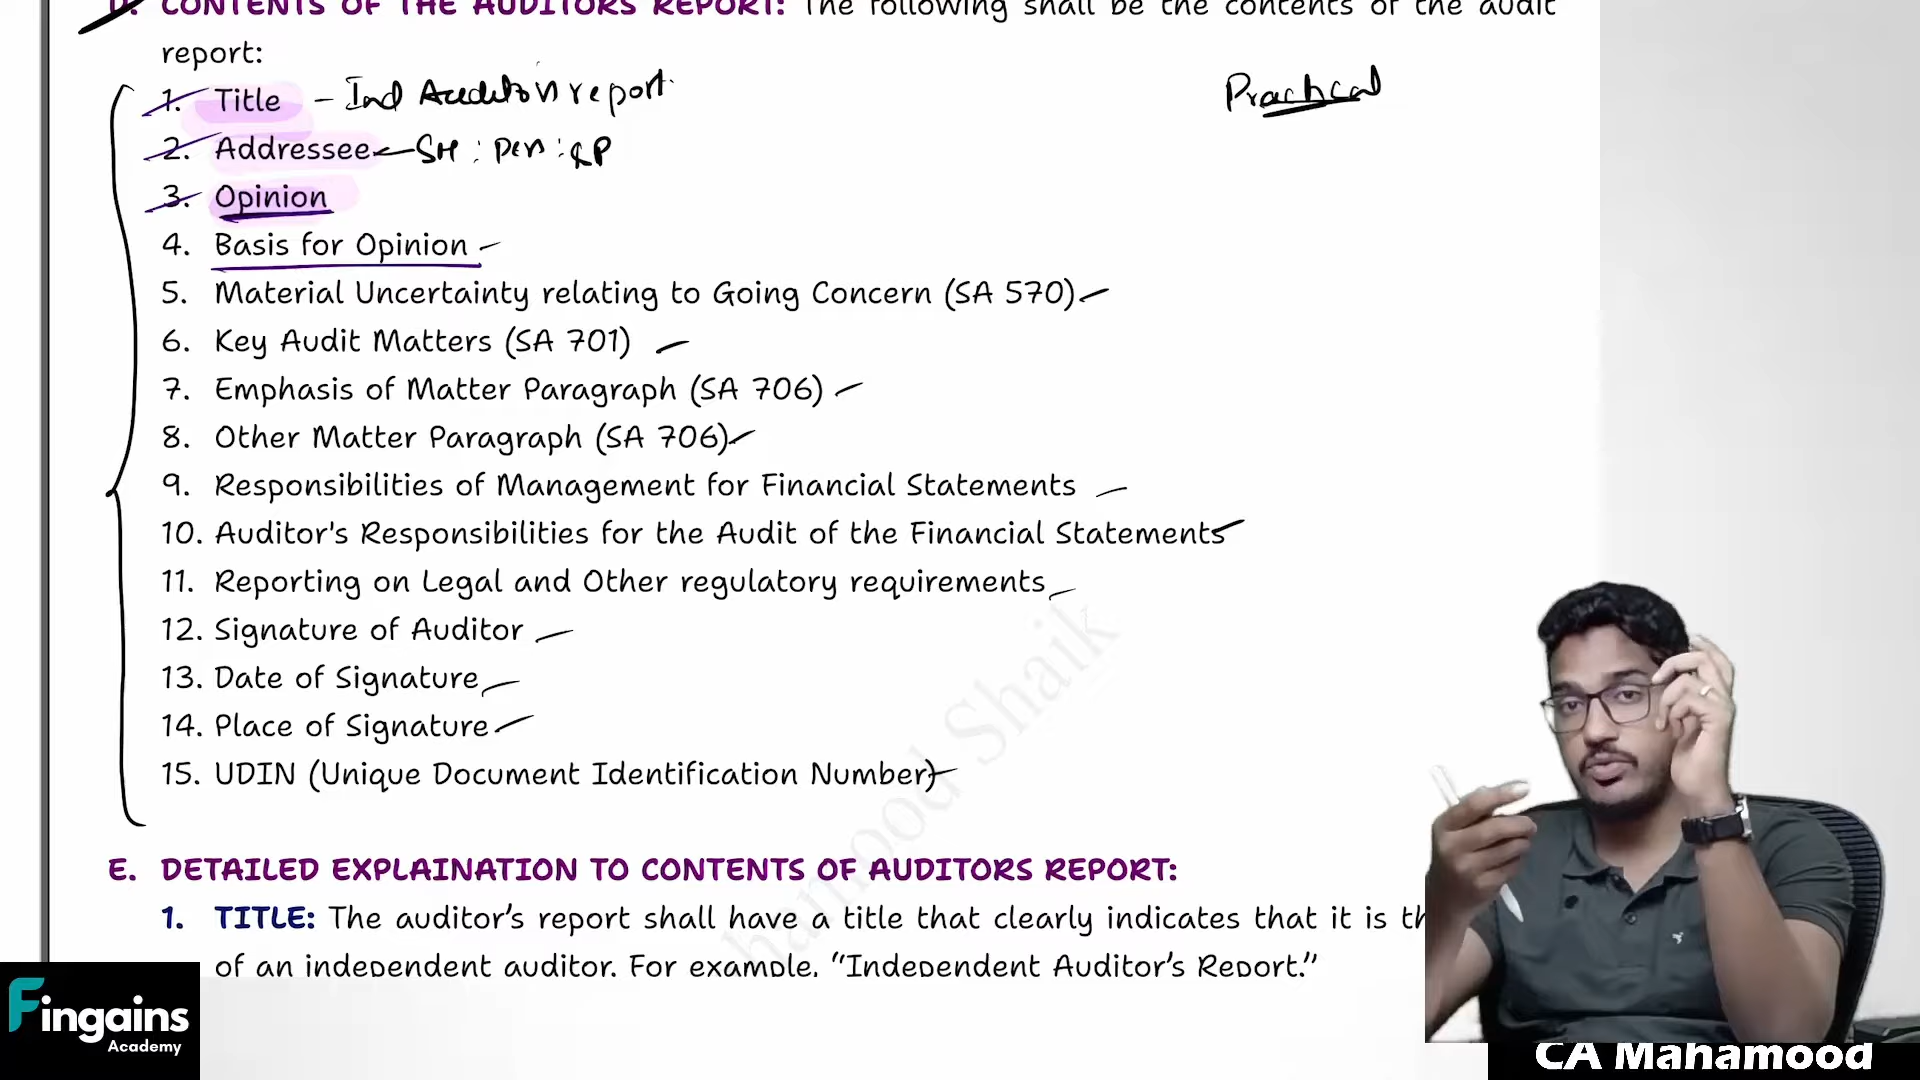 D. CONTENTS OF THE AUDITORS REPORT: The following shall be the contents of the audit
report:
1. Title - Ind Auditor's report.
Practical
2. Addressee - SH : Den : RP
3. Opinion
4. Basis for Opinion
5. Material Uncertainty relating to Going Concern (SA 570)
6. Key Audit Matters (SA 701)
7. Emphasis of Matter Paragraph (SA 706)
8. Other Matter Paragraph (SA 706)
9. Responsibilities of Management for Financial Statements
10. Auditor's Responsibilities for the Audit of the Financial Statements
11. Reporting on Legal and Other regulatory requirements
12. Signature of Auditor
13. Date of Signature
14. Place of Signature
15. UDIN (Unique Document Identification Number)
E. DETAILED EXPLAINATION TO CONTENTS OF AUDITORS REPORT:
1. TITLE: The auditor's report shall have a title that clearly indicates that it is th
of an independent auditor. For example, "Independent Auditor's Report."
hamood Shaik
Fingains
Academy
CA Mahamood